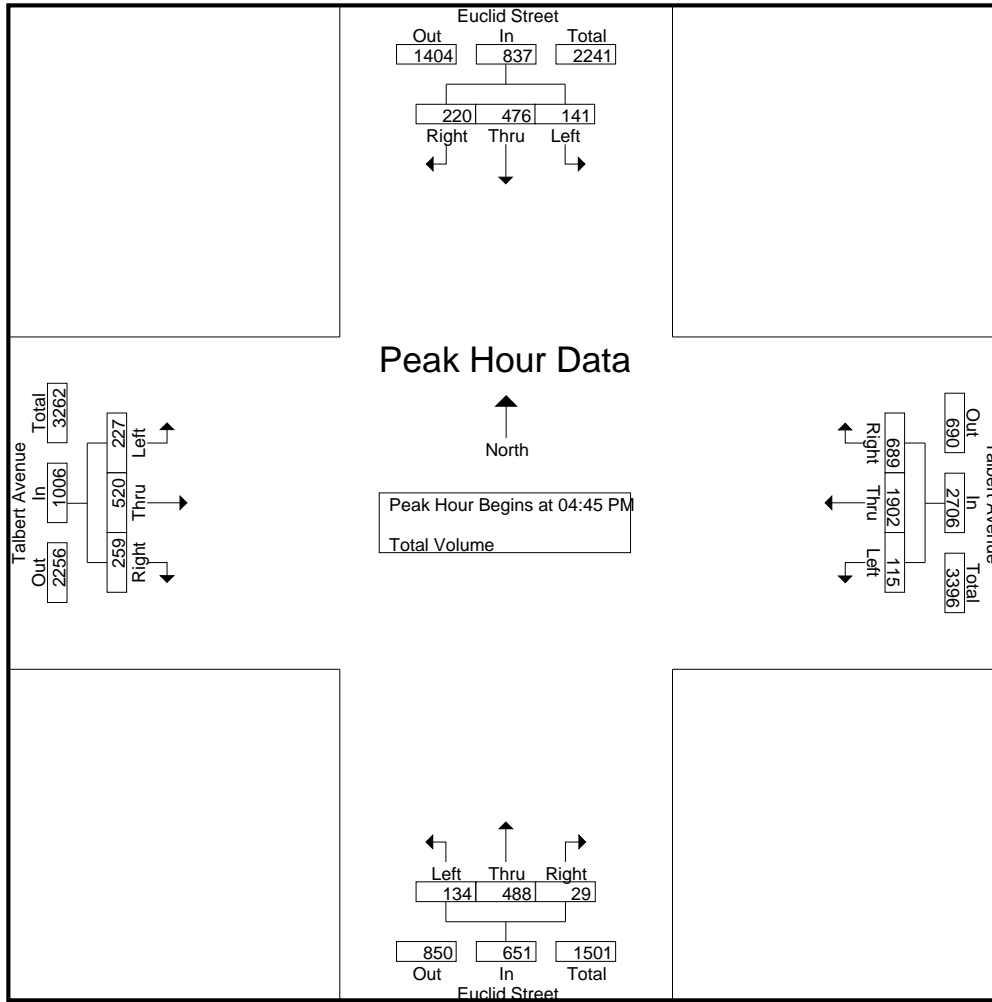 Euclid Street
Out In Total
1404 837 2241
220 476 141
Right Thru Left
Peak Hour Data
North
Peak Hour Begins at 04:45 PM
Total Volume
Talbert Avenue
Total In Out
3262 1006 2256
227 520 259
Left Thru Right
Talbert Avenue
Out In Total
690 2706 3396
689 1902 115
Right Thru Left
Left Thru Right
134 488 29
850 651 1501
Out In Total
Euclid Street